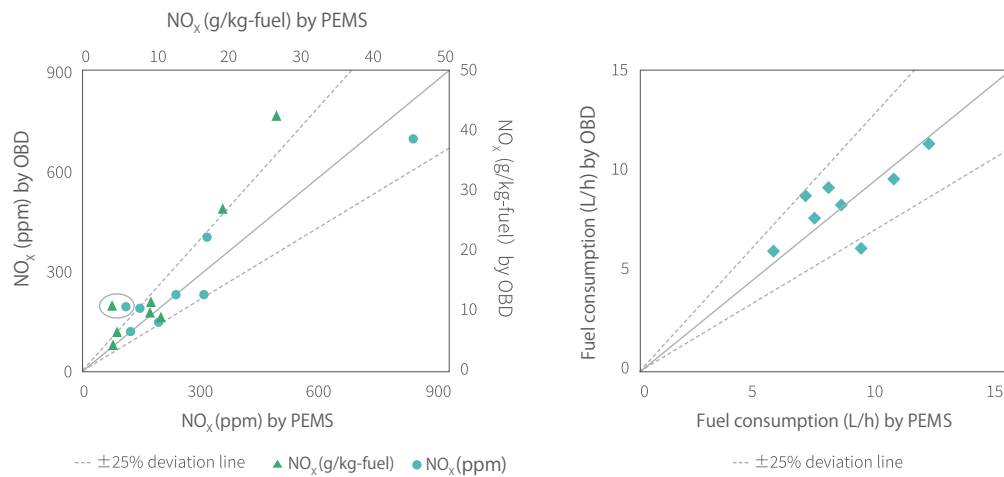 NOX (g/kg-fuel) by PEMS
0 10 20 30 40 50
900
600
300
0
NOX (ppm) by OBD
50
40
30
20
10
0
NOX (g/kg-fuel) by OBD
0 300 600 900
NOX (ppm) by PEMS
±25% deviation line NOX (g/kg-fuel) NOX (ppm)
15
10
5
0
Fuel consumption (L/h) by OBD
0 5 10 15
Fuel consumption (L/h) by PEMS
±25% deviation line